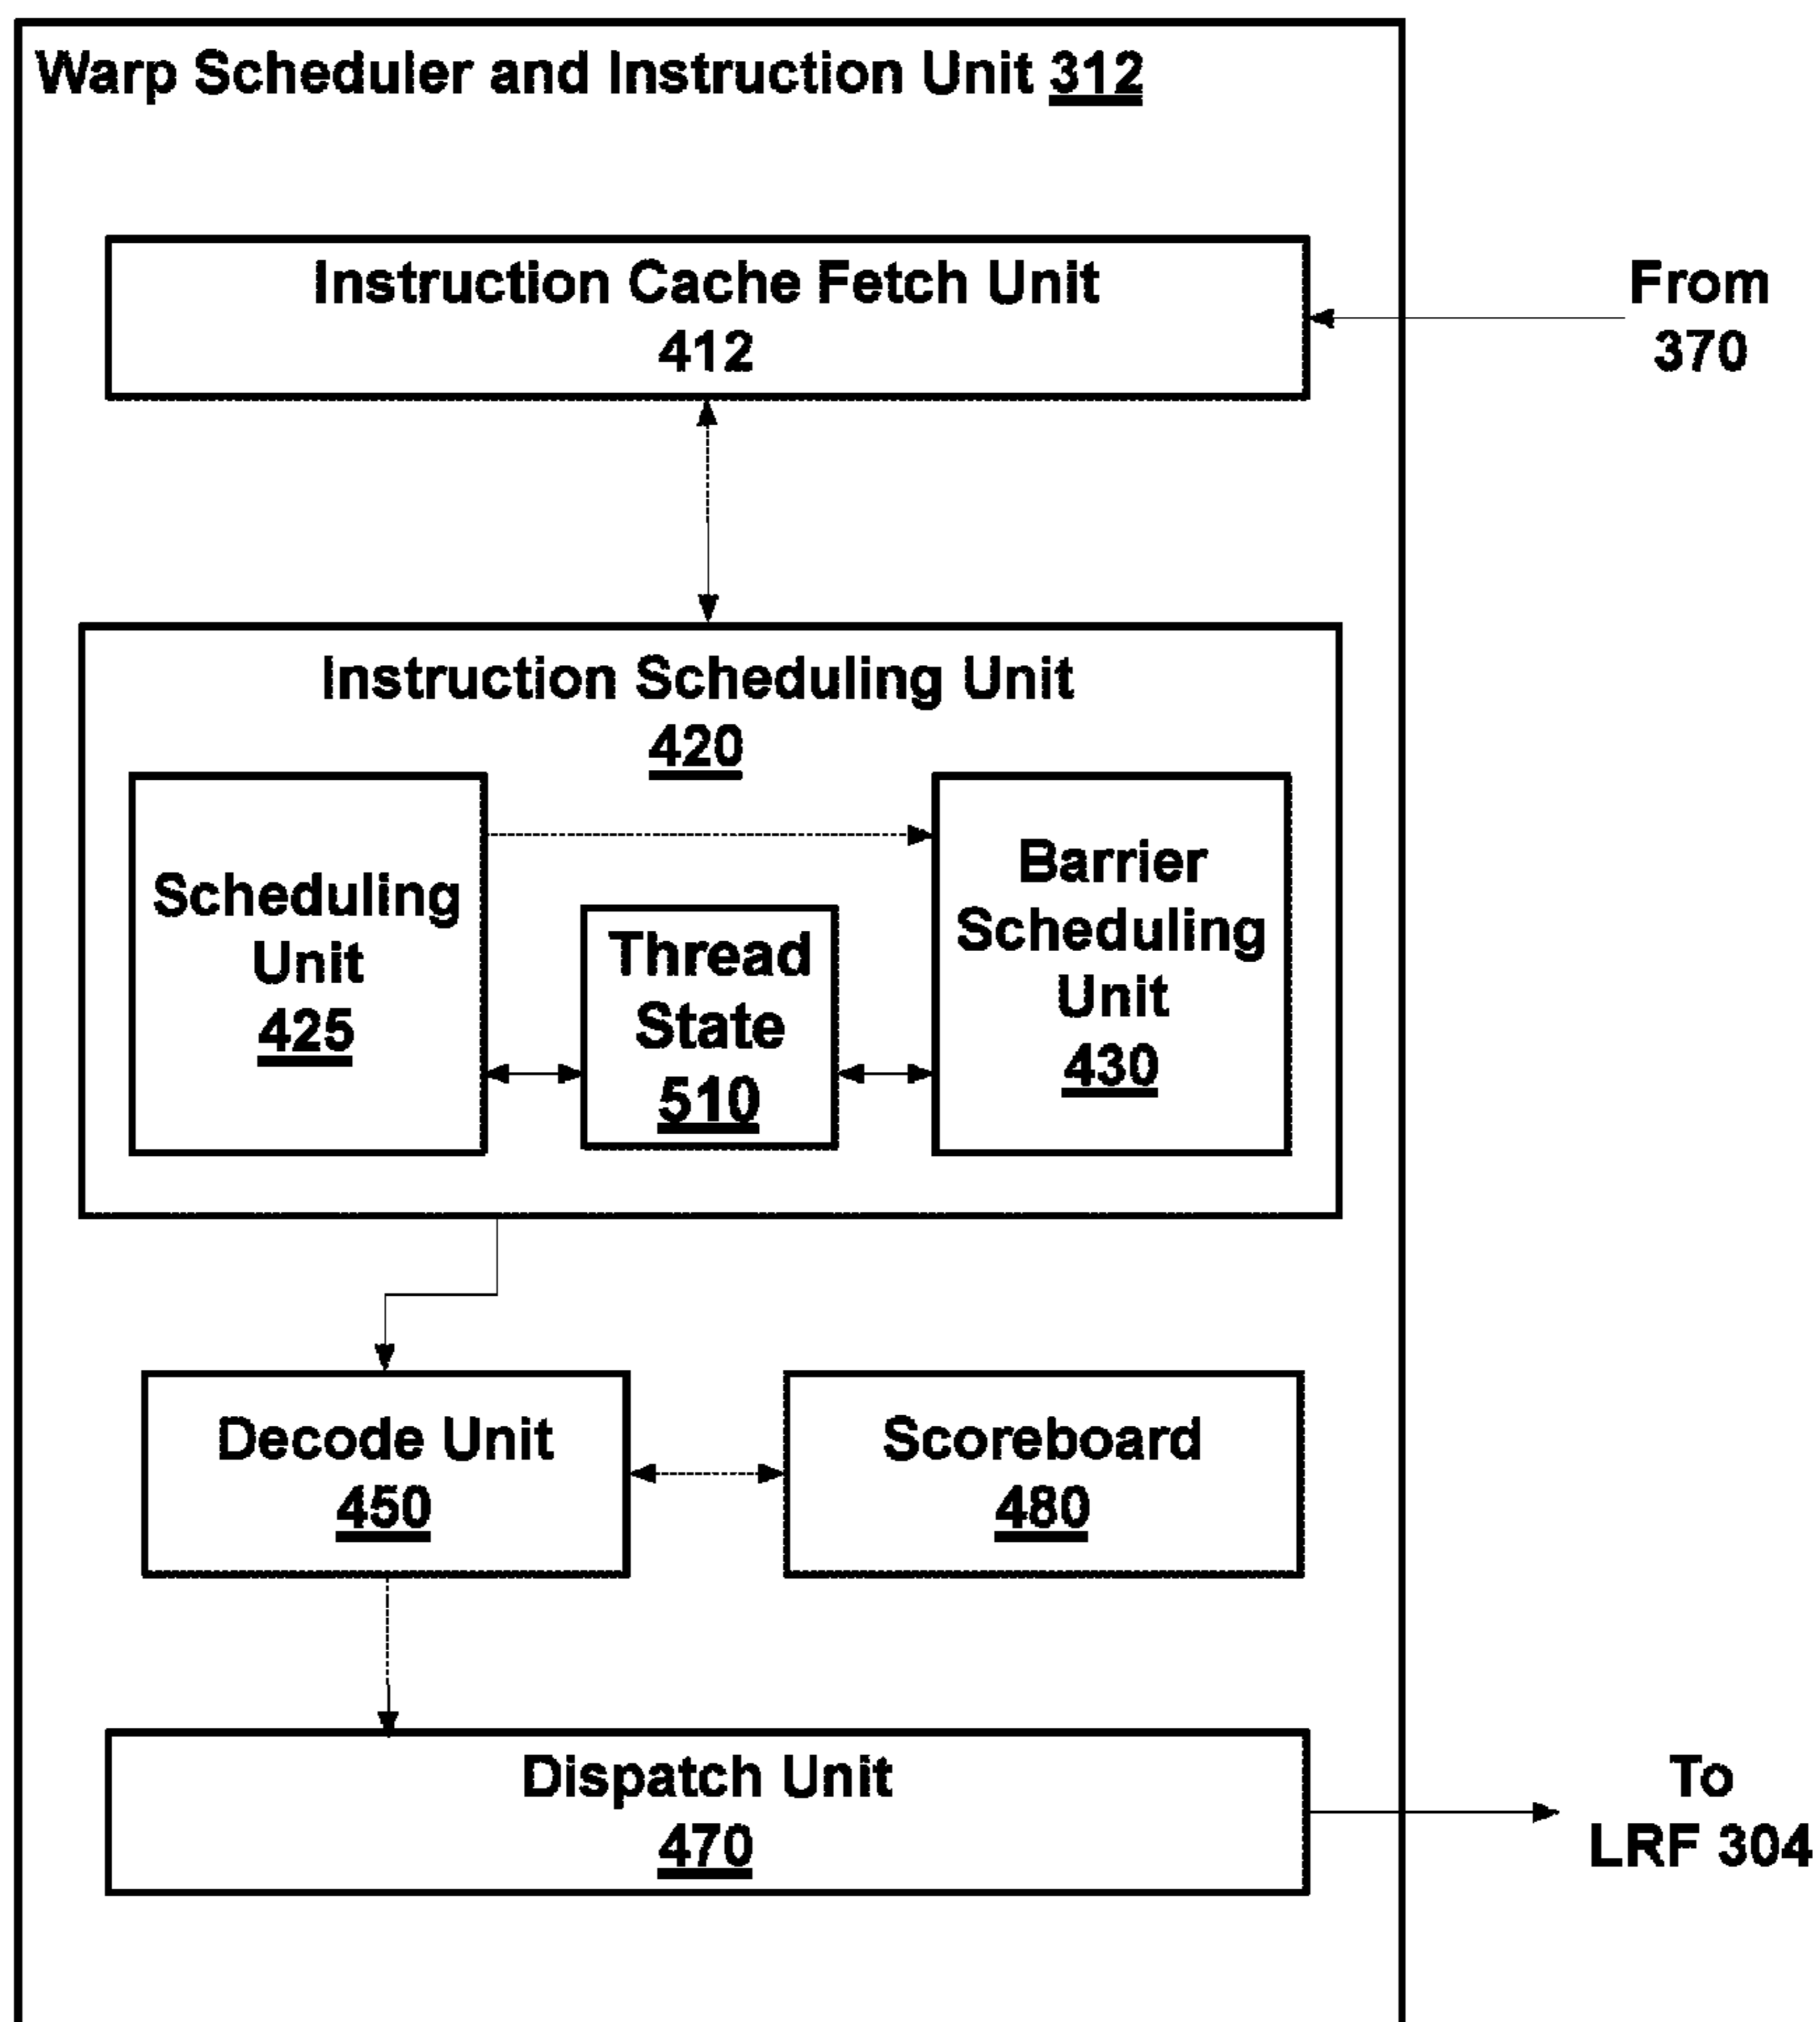 Warp Scheduler and Instruction Unit 312
Instruction Cache Fetch Unit
412
From
370
Instruction Scheduling Unit
420
Scheduling
Unit
425
Thread
State
510
Barrier
Scheduling
Unit
430
Decode Unit
450
Scoreboard
480
Dispatch Unit
470
To
LRF 304